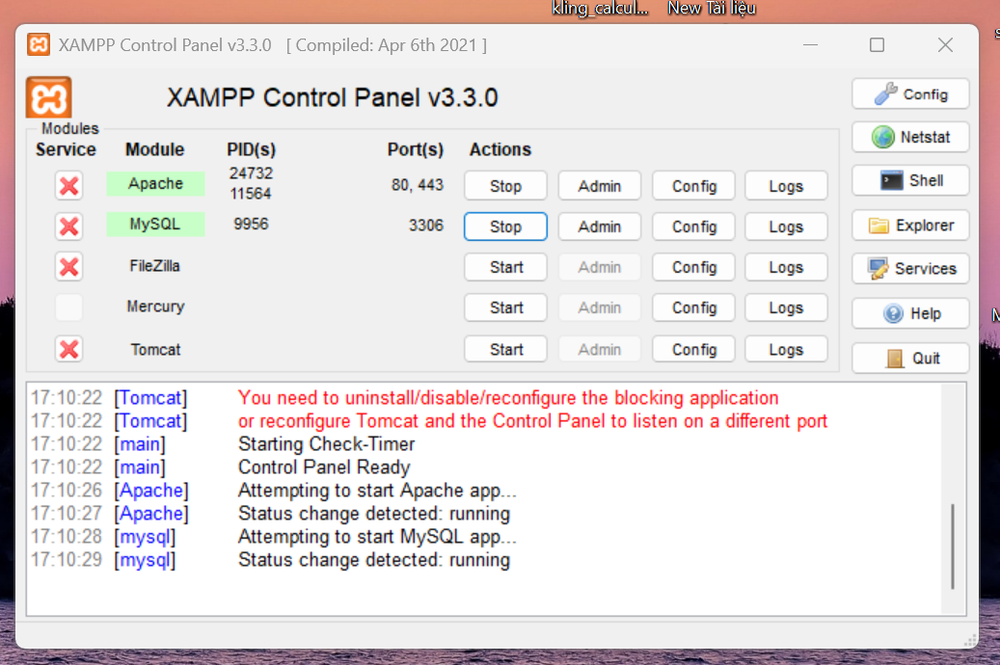 kling_calcul... New Tài liệu
XAMPP Control Panel v3.3.0 [ Compiled: Apr 6th 2021 ]
XAMPP Control Panel v3.3.0
Config
Modules
Service Module PID(s) Port(s) Actions
Netstat
Apache 24732 11564 80, 443 Stop Admin Config Logs
Shell
MySQL 9956 3306 Stop Admin Config Logs
Explorer
FileZilla Start Admin Config Logs
Services
Mercury Start Admin Config Logs
Help
Tomcat Start Admin Config Logs
Quit
17:10:22 [Tomcat] You need to uninstall/disable/reconfigure the blocking application
17:10:22 [Tomcat] or reconfigure Tomcat and the Control Panel to listen on a different port
17:10:22 [main] Starting Check-Timer
17:10:22 [main] Control Panel Ready
17:10:26 [Apache] Attempting to start Apache app...
17:10:27 [Apache] Status change detected: running
17:10:28 [mysql] Attempting to start MySQL app...
17:10:29 [mysql] Status change detected: running